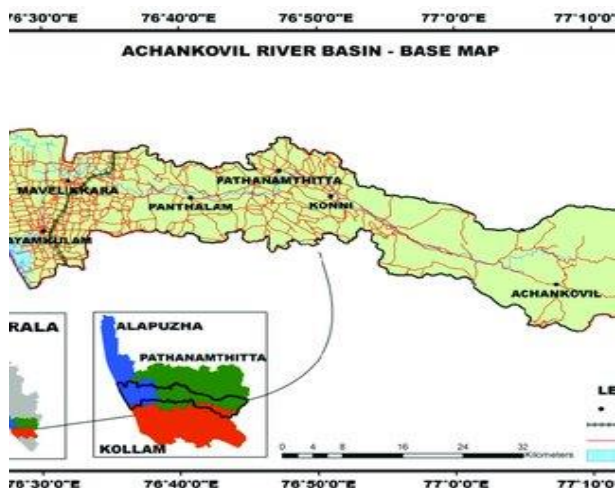 76°30'0"E 76°40'0"E 76°50'0"E 77°0'0"E 77°10'0
ACHANKOVIL RIVER BASIN - BASE MAP
PATHANAMTHITTA
MAVELIKARA
PANTHALAM
KONNI
AYAMKULAM
ACHANKOVIL
RALA
ALAPUZHA
PATHANAMTHITTA
KOLLAM
LE
0 4 8 16 24 32
Kilometers
76°30'0"E 76°40'0"E 76°50'0"E 77°0'0"E 77°10'0